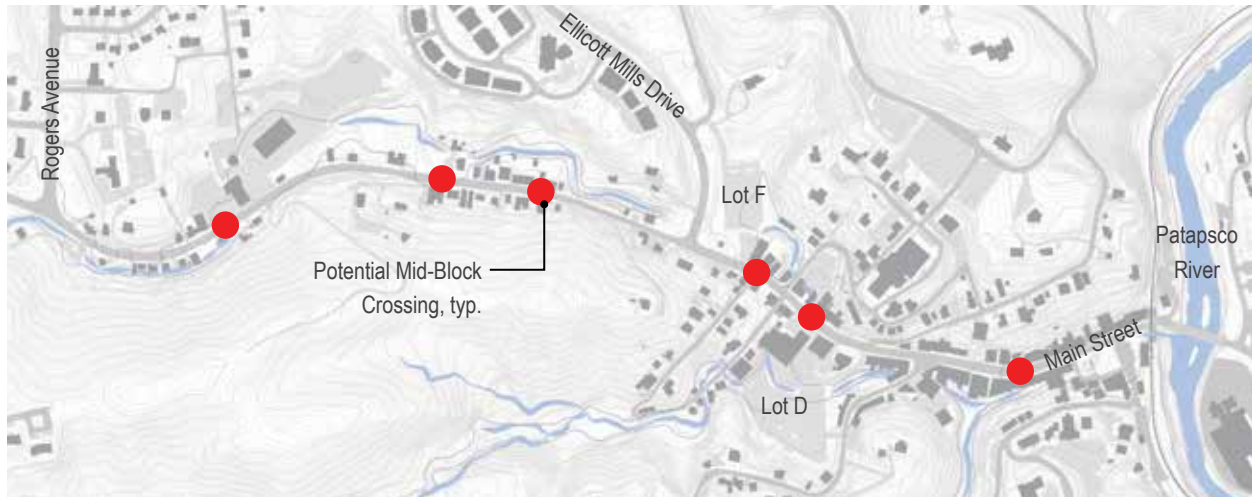 Rogers Avenue
Ellicott Mills Drive
Lot F
Patapsco
River
Potential Mid-Block
Crossing, typ.
Main Street
Lot D